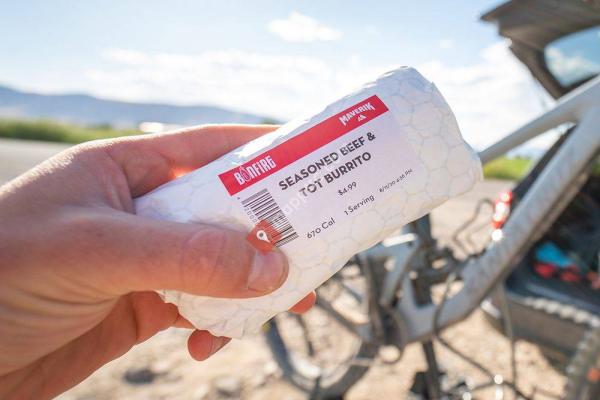 BONFIRE
MAVERIK
SEASONED BEEF &
TOT BURRITO
$4.99
670 Cal 1 Serving